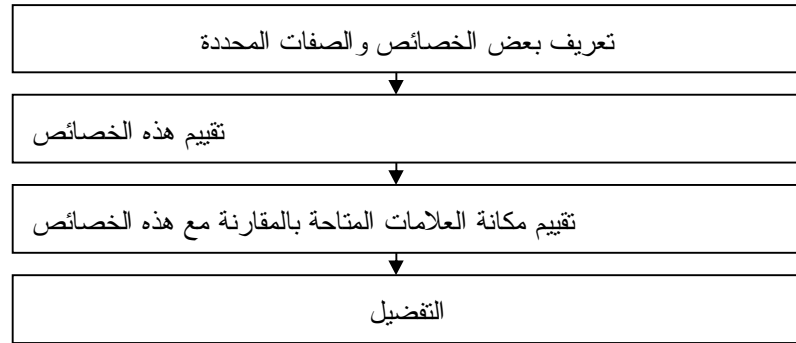 تعريف بعض الخصائص والصفات المحددة
تقييم هذه الخصائص
تقييم مكانة العلامات المتاحة بالمقارنة مع هذه الخصائص
التفضيل